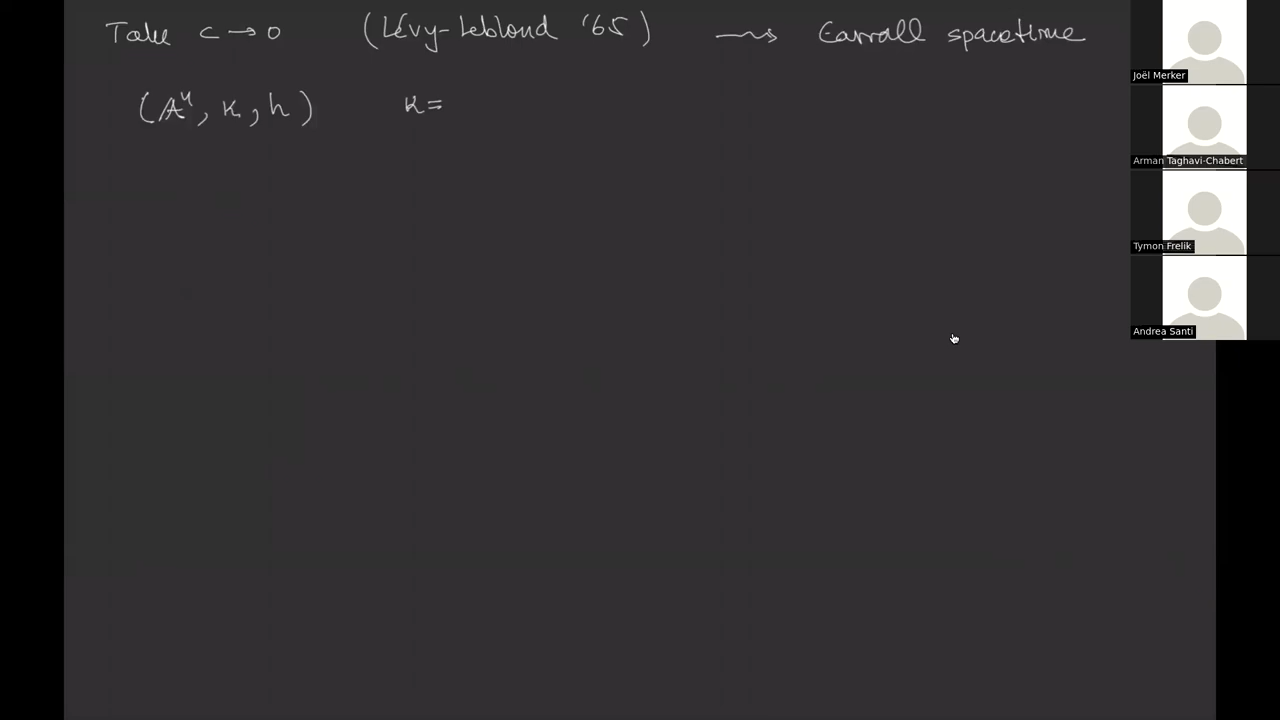 Take c → 0 (Lévy-Leblond '65) ⟿ Carroll spacetime
(𝔸⁴, κ, h) κ=
Joël Merker
Arman Taghavi-Chabert
Tymon Frelik
Andrea Santi